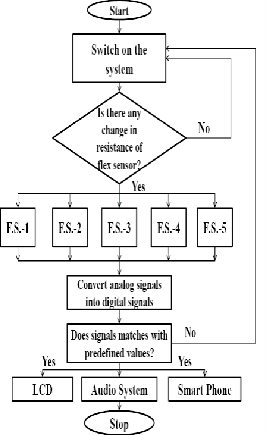 Start
Switch on the
system
Is there any
change in
resistance of
flex sensor?
No
Yes
F.S.-1
F.S.-2
F.S.-3
F.S.-4
F.S.-5
Convert analog signals
into digital signals
Does signals matches with
predefined values?
No
Yes
Yes
LCD
Audio System
Smart Phone
Stop